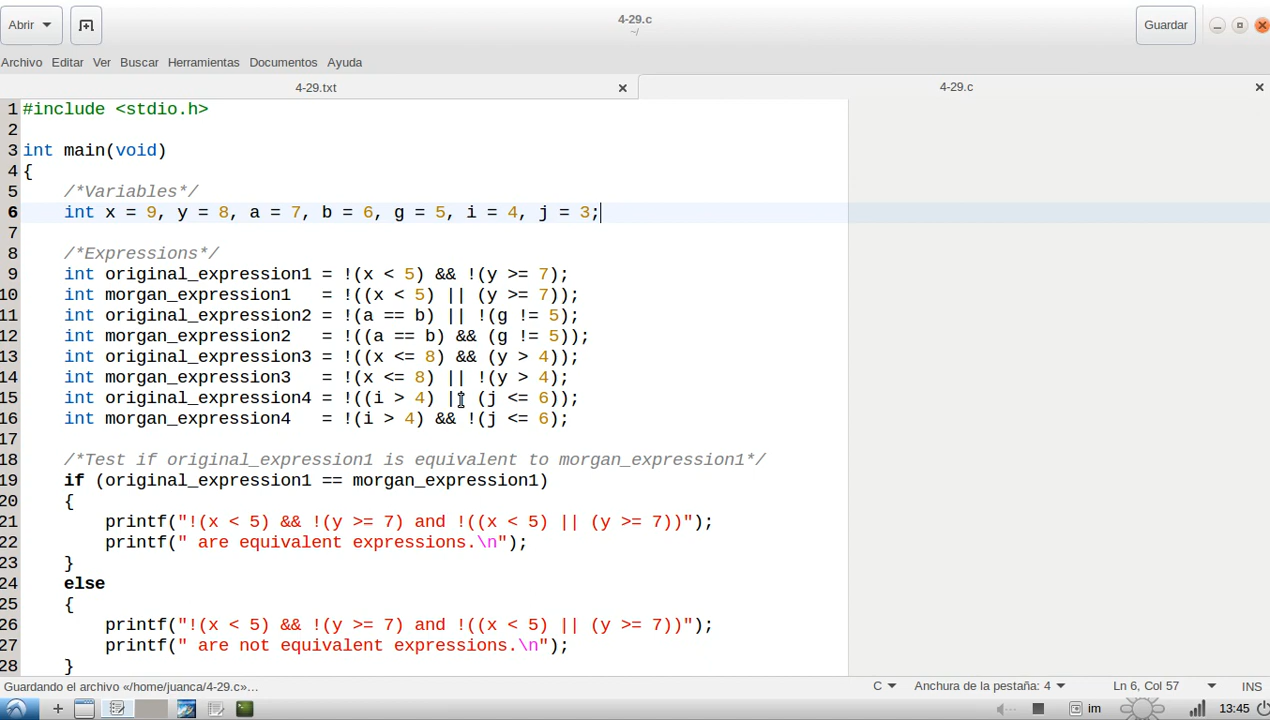 Abrir
4-29.c
~/
Guardar
Archivo Editar Ver Buscar Herramientas Documentos Ayuda
4-29.txt
4-29.c
1 #include <stdio.h>
2
3 int main(void)
4 {
5 /*Variables*/
6 int x = 9, y = 8, a = 7, b = 6, g = 5, i = 4, j = 3;
7
8 /*Expressions*/
9 int original_expression1 = !(x < 5) && !(y >= 7);
10 int morgan_expression1 = !((x < 5) || (y >= 7));
11 int original_expression2 = !(a == b) || !(g != 5);
12 int morgan_expression2 = !((a == b) && (g != 5));
13 int original_expression3 = !((x <= 8) && (y > 4));
14 int morgan_expression3 = !(x <= 8) || !(y > 4);
15 int original_expression4 = !((i > 4) || (j <= 6));
16 int morgan_expression4 = !(i > 4) && !(j <= 6);
17
18 /*Test if original_expression1 is equivalent to morgan_expression1*/
19 if (original_expression1 == morgan_expression1)
20 {
21 printf("!(x < 5) && !(y >= 7) and !((x < 5) || (y >= 7))");
22 printf(" are equivalent expressions.\n");
23 }
24 else
25 {
26 printf("!(x < 5) && !(y >= 7) and !((x < 5) || (y >= 7))");
27 printf(" are not equivalent expressions.\n");
28 }
Guardando el archivo «/home/juanca/4-29.c»… C Anchura de la pestaña: 4 Ln 6, Col 57 INS
im 13:45